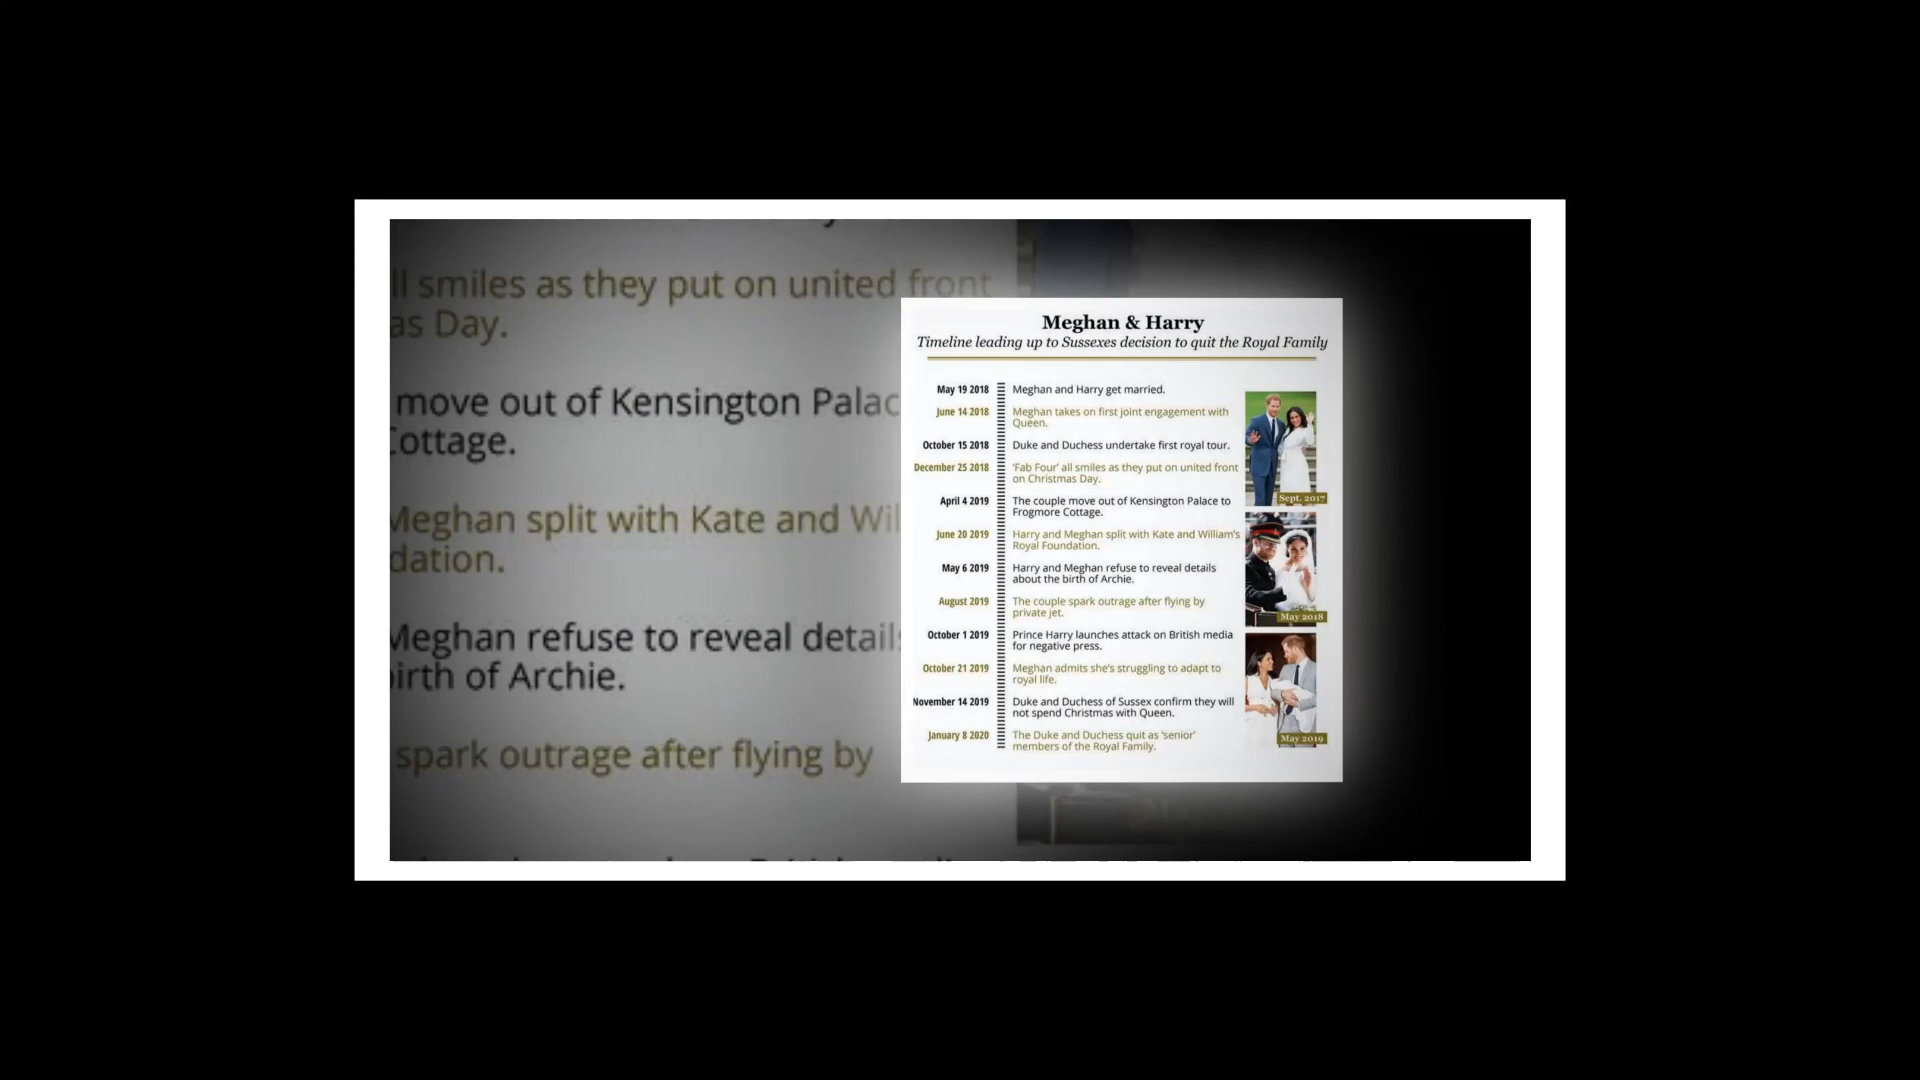 ll smiles as they put on united front
as Day.
move out of Kensington Palac
Cottage.
Meghan split with Kate and Wil
dation.
Meghan refuse to reveal details
birth of Archie.
spark outrage after flying by
Meghan & Harry
Timeline leading up to Sussexes decision to quit the Royal Family
May 19 2018 Meghan and Harry get married.
June 14 2018 Meghan takes on first joint engagement with
Queen.
October 15 2018 Duke and Duchess undertake first royal tour.
December 25 2018 'Fab Four' all smiles as they put on united front
on Christmas Day.
April 4 2019 The couple move out of Kensington Palace to
Frogmore Cottage.
June 20 2019 Harry and Meghan split with Kate and William's
Royal Foundation.
May 6 2019 Harry and Meghan refuse to reveal details
about the birth of Archie.
August 2019 The couple spark outrage after flying by
private jet.
October 1 2019 Prince Harry launches attack on British media
for negative press.
October 21 2019 Meghan admits she's struggling to adapt to
royal life.
November 14 2019 Duke and Duchess of Sussex confirm they will
not spend Christmas with Queen.
January 8 2020 The Duke and Duchess quit as 'senior'
members of the Royal Family.
Sept. 2017
May 2018
May 2019